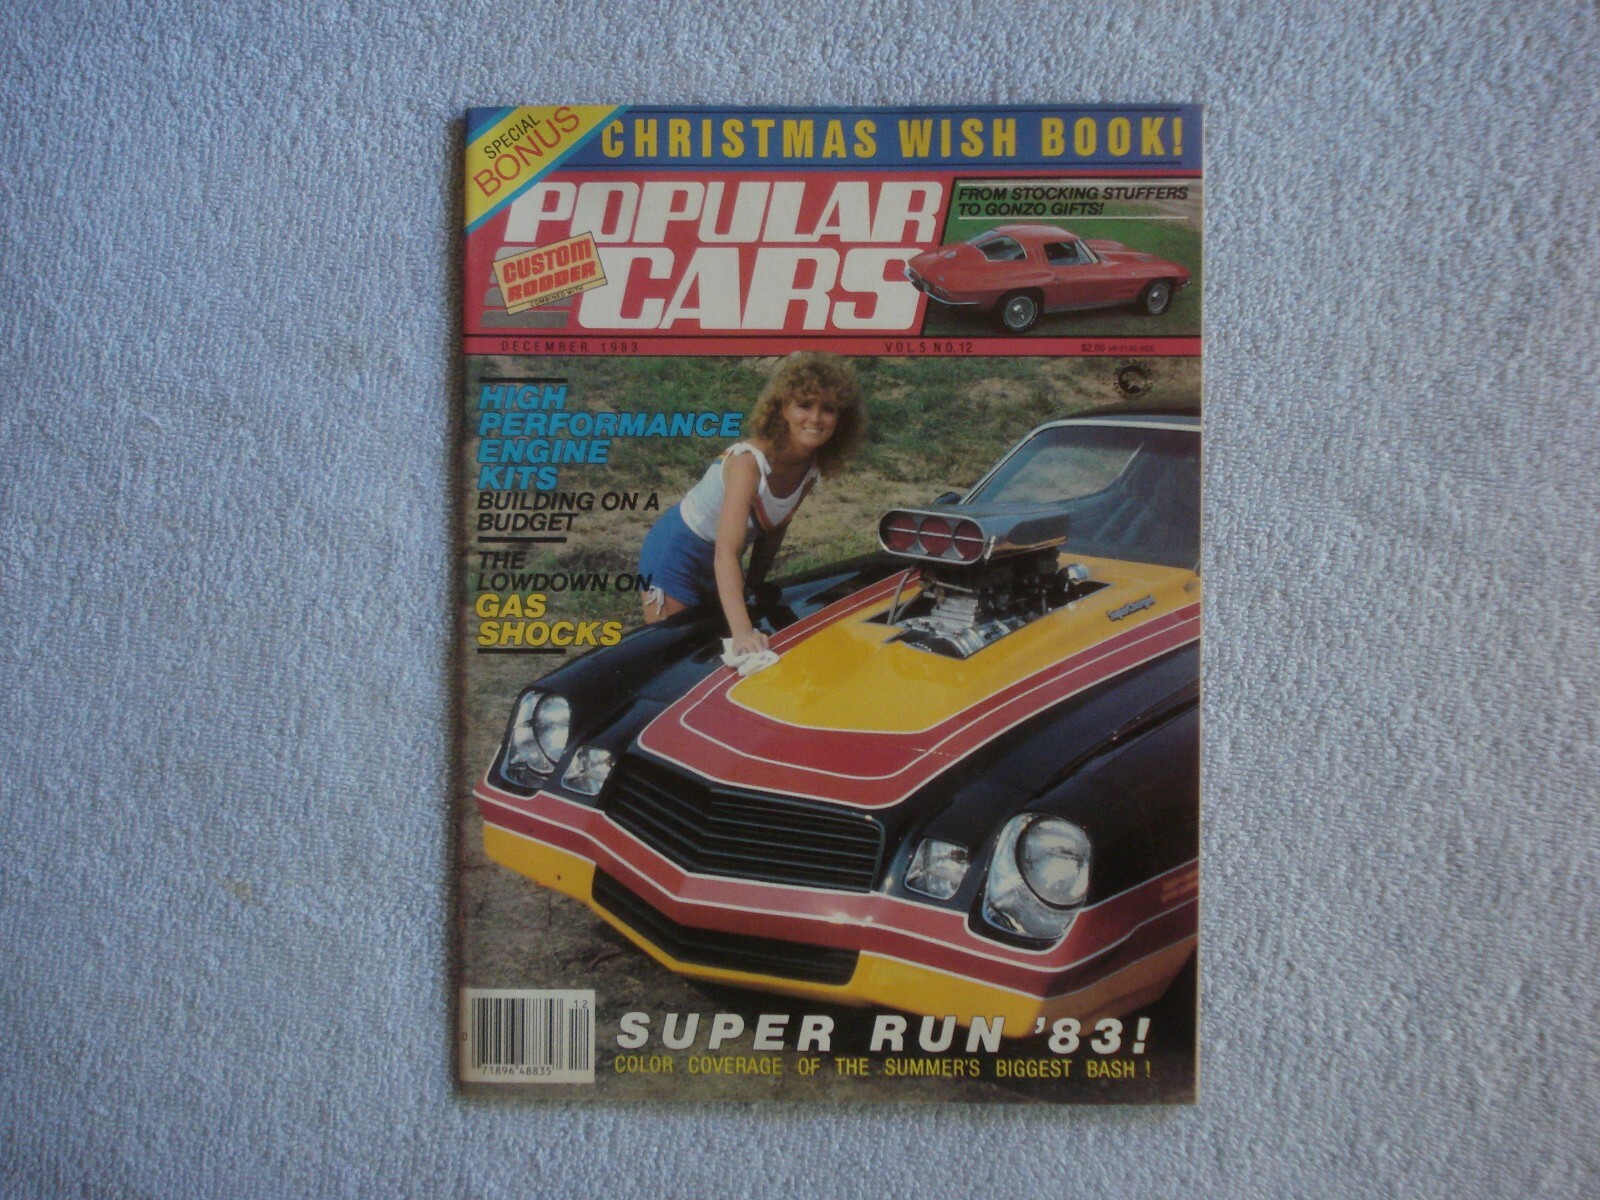 SPECIAL
BONUS
CHRISTMAS WISH BOOK!
POPULAR
CARS
CUSTOM
RODDER
COMBINED WITH
FROM STOCKING STUFFERS
TO GONZO GIFTS!
DECEMBER 1983 VOL.5 NO.12 $2.00
HIGH
PERFORMANCE
ENGINE
KITS
BUILDING ON A
BUDGET
THE
LOWDOWN ON
GAS
SHOCKS
SUPER RUN '83!
COLOR COVERAGE OF THE SUMMER'S BIGGEST BASH!
12
71896 48835